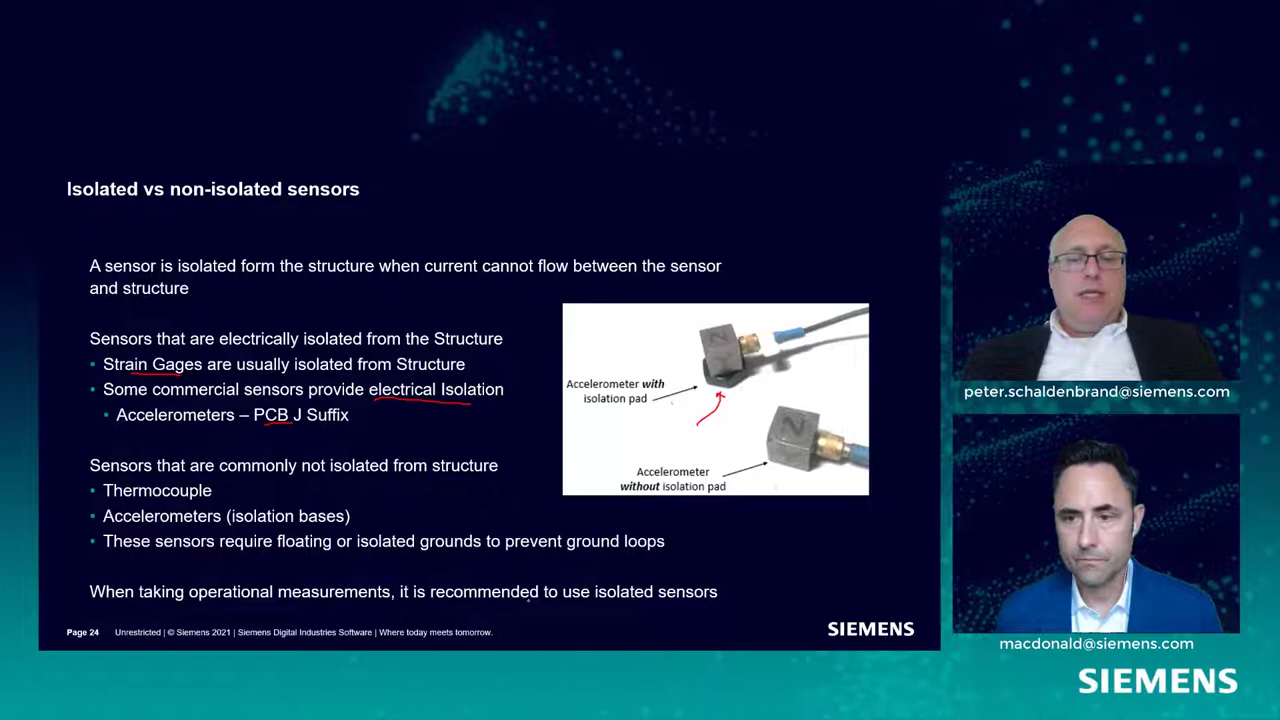 Isolated vs non-isolated sensors
A sensor is isolated form the structure when current cannot flow between the sensor
and structure
Sensors that are electrically isolated from the Structure
• Strain Gages are usually isolated from Structure
• Some commercial sensors provide electrical Isolation
• Accelerometers – PCB J Suffix
Sensors that are commonly not isolated from structure
• Thermocouple
• Accelerometers (isolation bases)
• These sensors require floating or isolated grounds to prevent ground loops
When taking operational measurements, it is recommended to use isolated sensors
Accelerometer with
isolation pad
Accelerometer
without isolation pad
Page 24 Unrestricted | © Siemens 2021 | Siemens Digital Industries Software | Where today meets tomorrow.
SIEMENS
peter.schaldenbrand@siemens.com
macdonald@siemens.com
SIEMENS